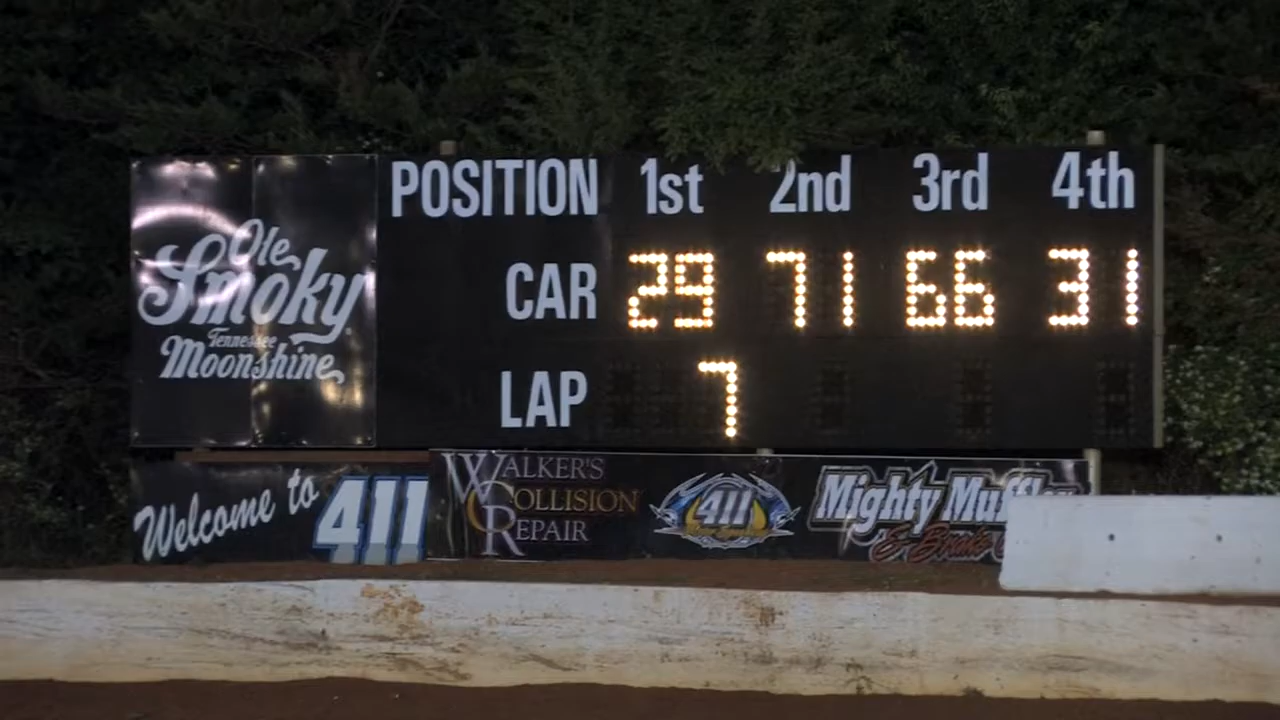 POSITION 1st 2nd 3rd 4th
CAR 29 71 66 31
LAP 7
Ole
Smoky
Tennessee
Moonshine
Welcome to 411
WALKER'S
COLLISION
REPAIR
411
Mighty Muffler